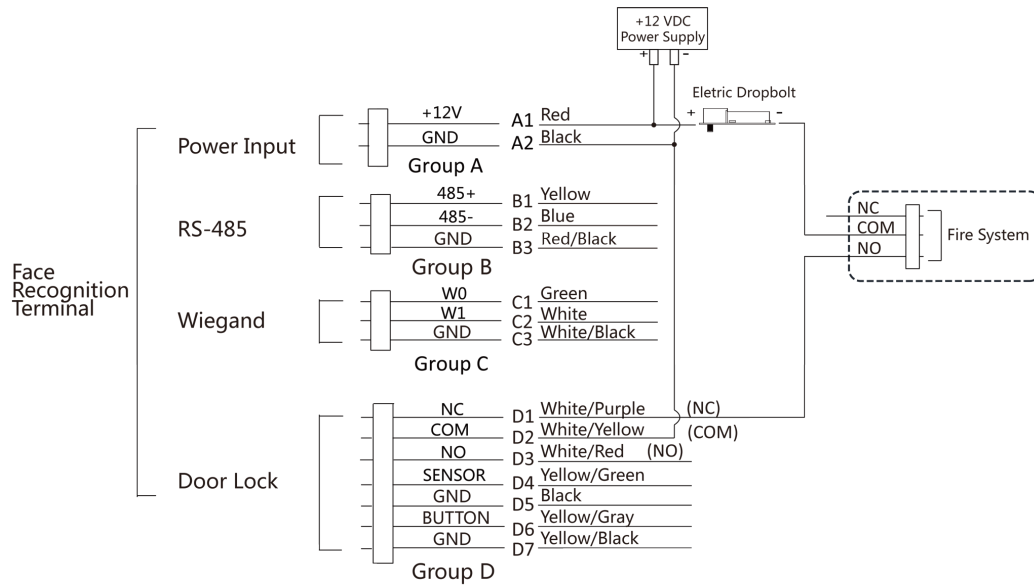 +12 VDC
Power Supply
+ -
Eletric Dropbolt
+ -
Face
Recognition
Terminal
Power Input
+12V A1 Red
GND A2 Black
Group A
RS-485
485+ B1 Yellow
485- B2 Blue
GND B3 Red/Black
Group B
NC
COM
NO
Fire System
Wiegand
W0 C1 Green
W1 C2 White
GND C3 White/Black
Group C
Door Lock
NC D1 White/Purple (NC)
COM D2 White/Yellow (COM)
NO D3 White/Red (NO)
SENSOR D4 Yellow/Green
GND D5 Black
BUTTON D6 Yellow/Gray
GND D7 Yellow/Black
Group D